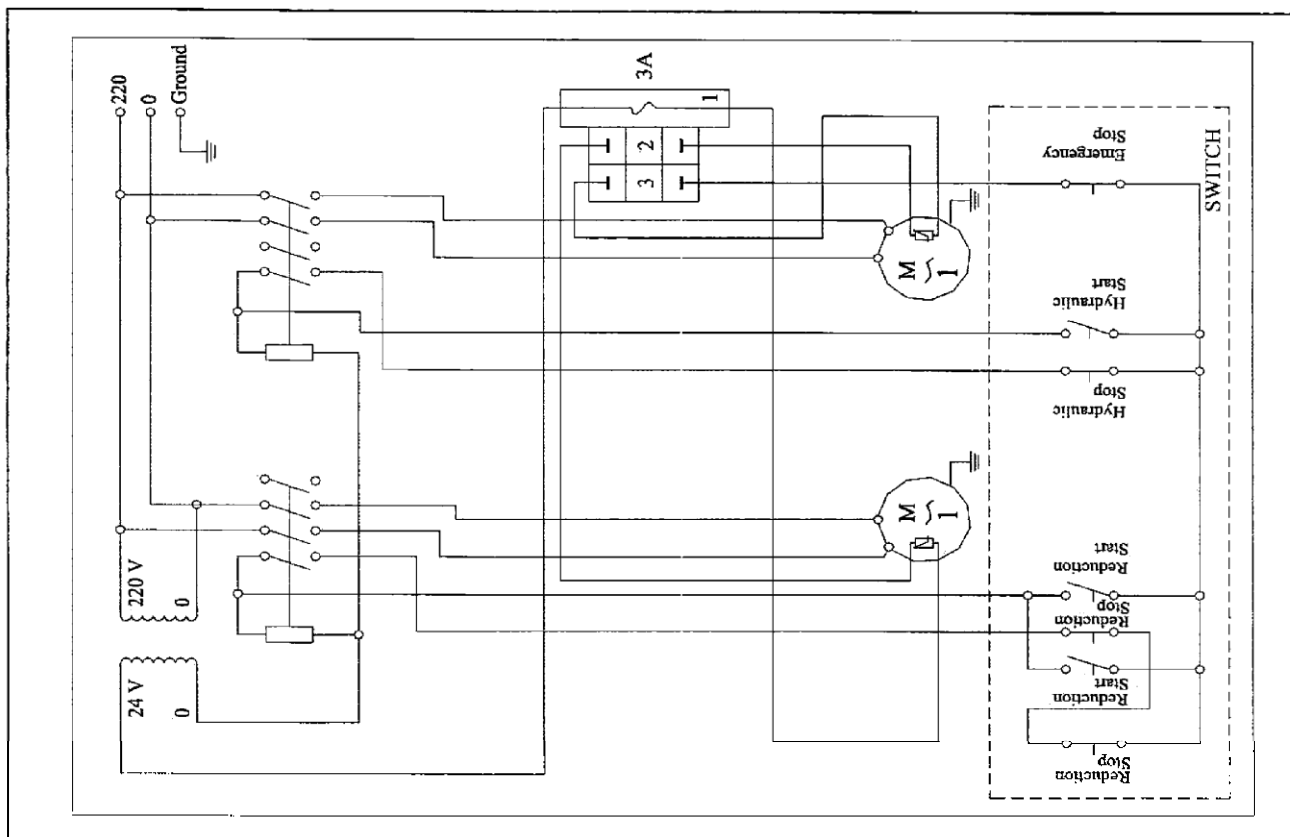 220
0
Ground
3A
1
2
3
Emergency
Stop
SWITCH
M
1
Hydraulic
Start
Hydraulic
Stop
M
1
220 V
0
24 V
0
Reduction
Start
Reduction
Stop
Reduction
Start
Reduction
Stop